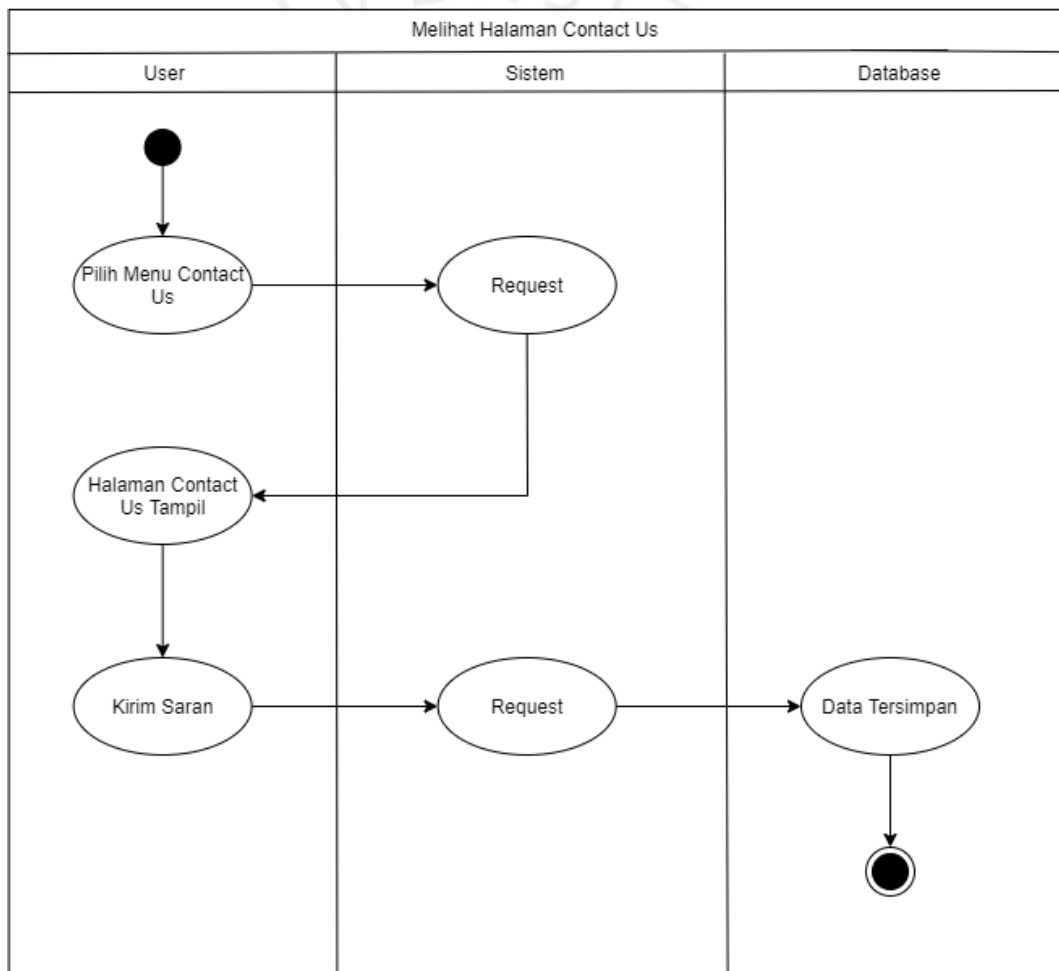 Melihat Halaman Contact Us
User
Sistem
Database
Pilih Menu Contact
Us
Request
Halaman Contact
Us Tampil
Kirim Saran
Request
Data Tersimpan